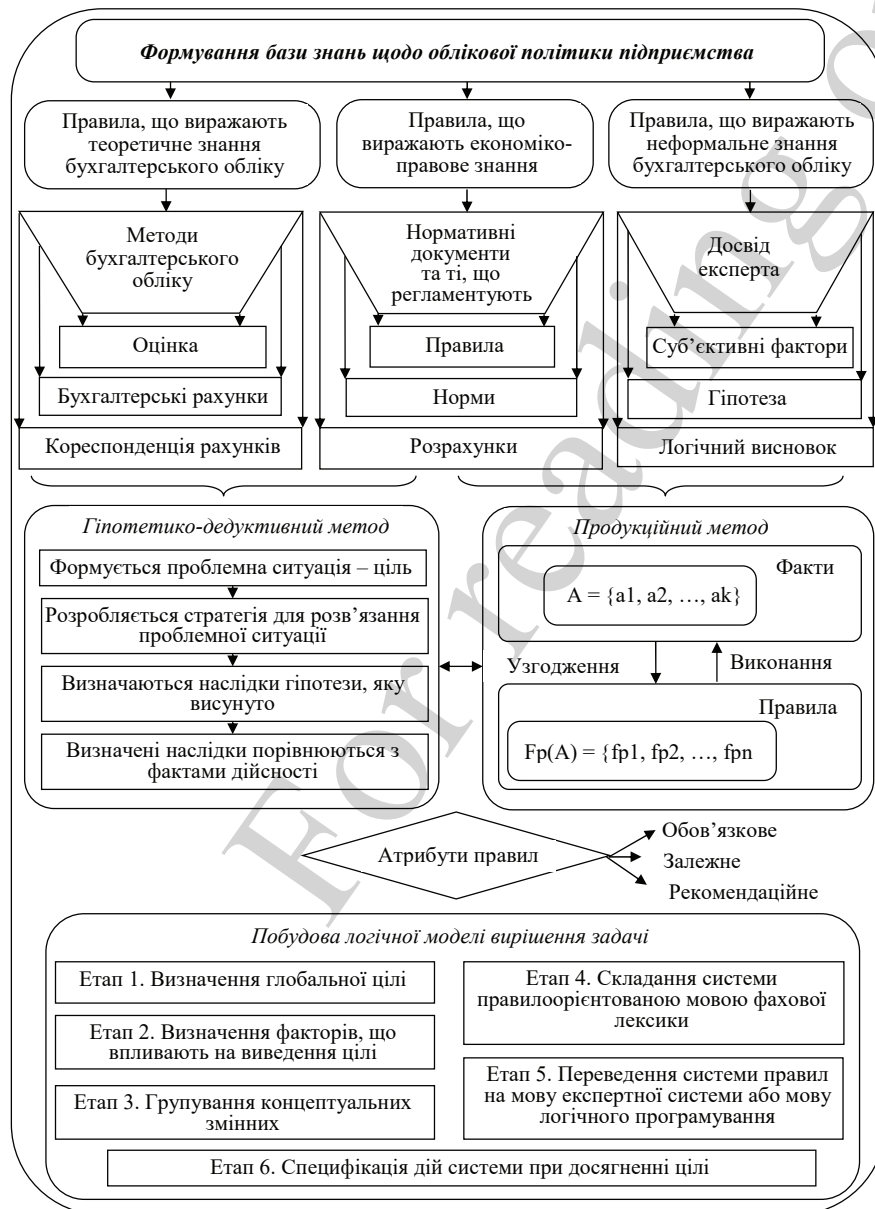 Формування бази знань щодо облікової політики підприємства
Правила, що виражають
теоретичне знання
бухгалтерського обліку
Правила, що
виражають економіко-
правове знання
Правила, що виражають
неформальне знання
бухгалтерського обліку
Методи
бухгалтерського
обліку
Нормативні
документи
та ті, що
регламентують
Досвід
експерта
Оцінка
Правила
Суб’єктивні фактори
Бухгалтерські рахунки
Норми
Гіпотеза
Кореспонденція рахунків
Розрахунки
Логічний висновок
Гіпотетико-дедуктивний метод
Формується проблемна ситуація – ціль
Розробляється стратегія для розв’язання
проблемної ситуації
Визначаються наслідки гіпотези, яку
висунуто
Визначені наслідки порівнюються з
фактами дійсності
Продукційний метод
Факти
A = {a1, a2, …, ak}
Узгодження
Виконання
Правила
Fp(A) = {fp1, fp2, …, fpn
Атрибути правил
Обов’язкове
Залежне
Рекомендаційне
Побудова логічної моделі вирішення задачі
Етап 1. Визначення глобальної цілі
Етап 2. Визначення факторів, що
впливають на виведення цілі
Етап 3. Групування концептуальних
змінних
Етап 4. Складання системи
правилоорієнтованою мовою фахової
лексики
Етап 5. Переведення системи правил
на мову експертної системи або мову
логічного програмування
Етап 6. Специфікація дій системи при досягненні цілі
For reading